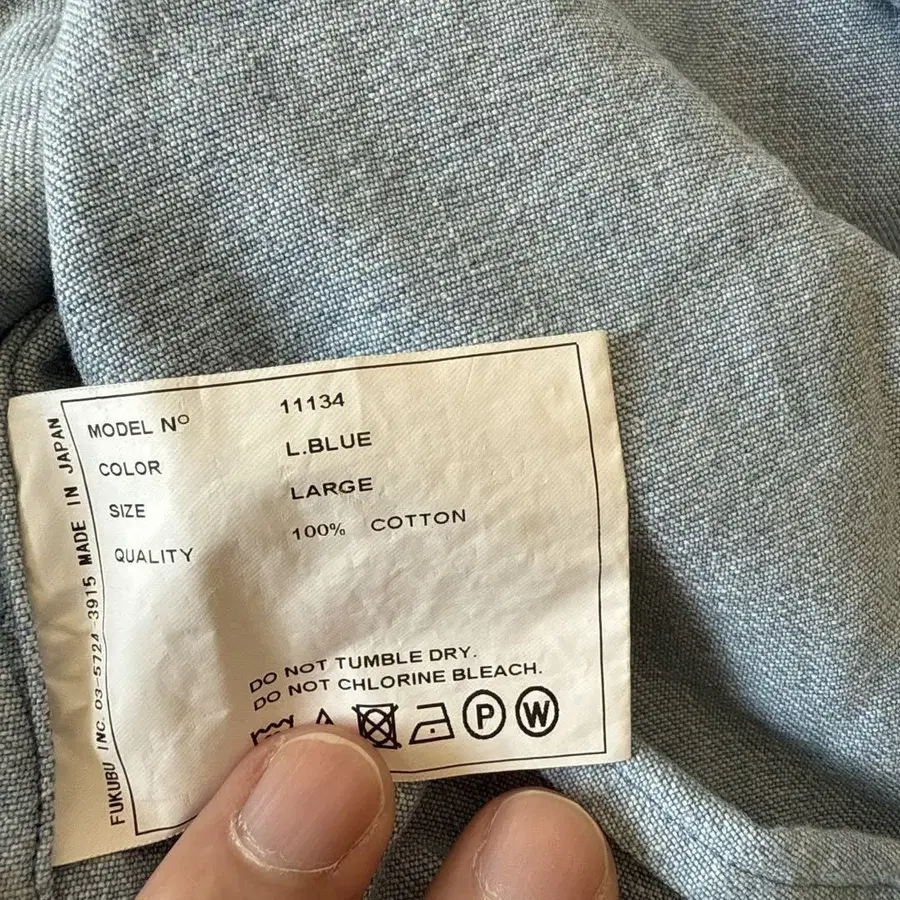 MODEL Nº 11134
COLOR L.BLUE
SIZE LARGE
QUALITY 100% COTTON
DO NOT TUMBLE DRY.
DO NOT CHLORINE BLEACH.
P W
FUKUBU INC. 03-5724-3915 MADE IN JAPAN